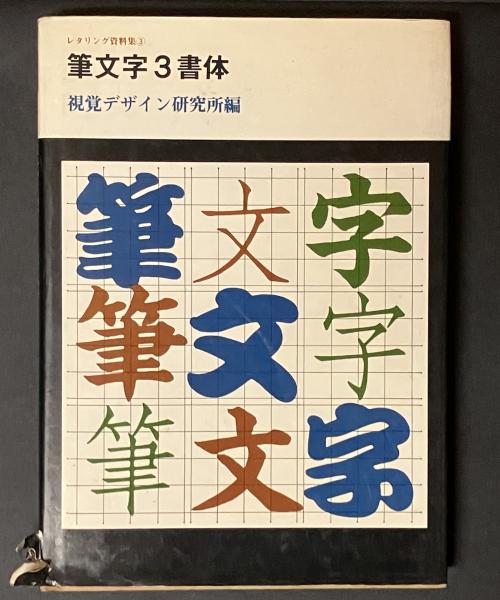 レタリング資料集③
筆文字3書体
視覚デザイン研究所編
筆文字
筆文字
筆文字